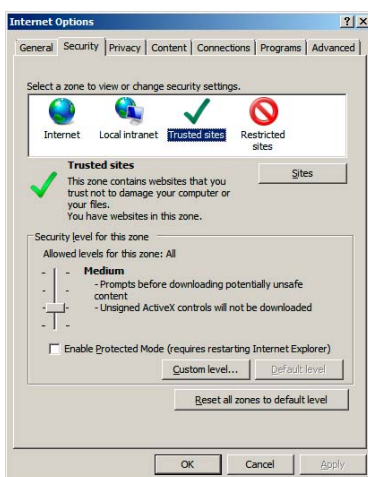 Internet Options
General Security Privacy Content Connections Programs Advanced
Select a zone to view or change security settings.
Internet Local intranet Trusted sites Restricted sites
Trusted sites
Sites
This zone contains websites that you
trust not to damage your computer or
your files.
You have websites in this zone.
Security level for this zone
Allowed levels for this zone: All
Medium
- Prompts before downloading potentially unsafe
content
- Unsigned ActiveX controls will not be downloaded
Enable Protected Mode (requires restarting Internet Explorer)
Custom level... Default level
Reset all zones to default level
OK Cancel Apply